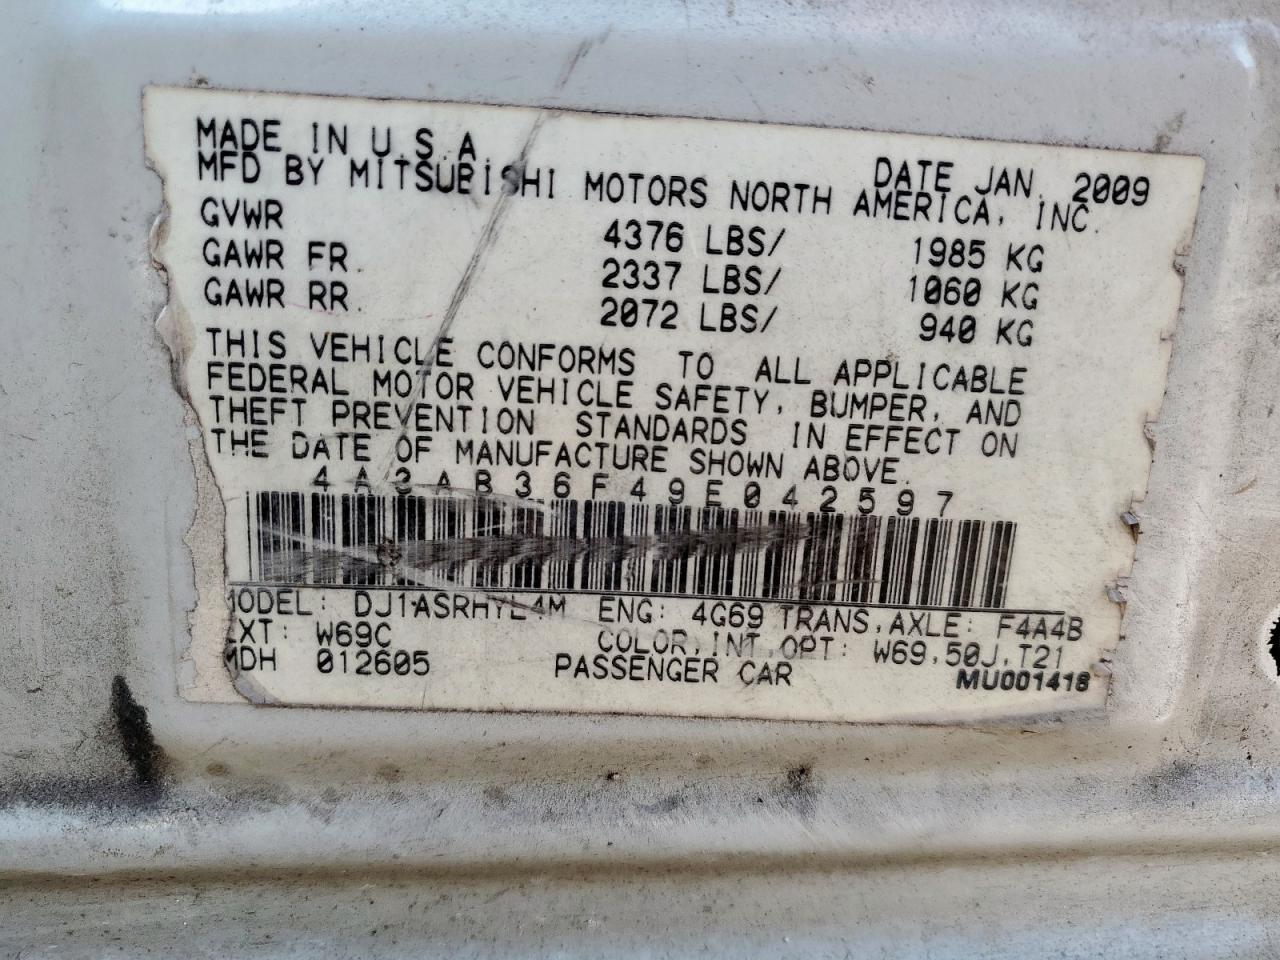 MADE IN U.S.A. DATE JAN. 2009
MFD BY MITSUBISHI MOTORS NORTH AMERICA, INC.
GVWR 4376 LBS/ 1985 KG
GAWR FR. 2337 LBS/ 1060 KG
GAWR RR. 2072 LBS/ 940 KG
THIS VEHICLE CONFORMS TO ALL APPLICABLE
FEDERAL MOTOR VEHICLE SAFETY, BUMPER, AND
THEFT PREVENTION STANDARDS IN EFFECT ON
THE DATE OF MANUFACTURE SHOWN ABOVE.
4A3AB36F49E042597
MODEL: DJ1ASRHYL4M ENG: 4G69 TRANS,AXLE: F4A4B
EXT: W69C COLOR,INT,OPT: W69,50J,T21
MDH 012605 PASSENGER CAR MU001418